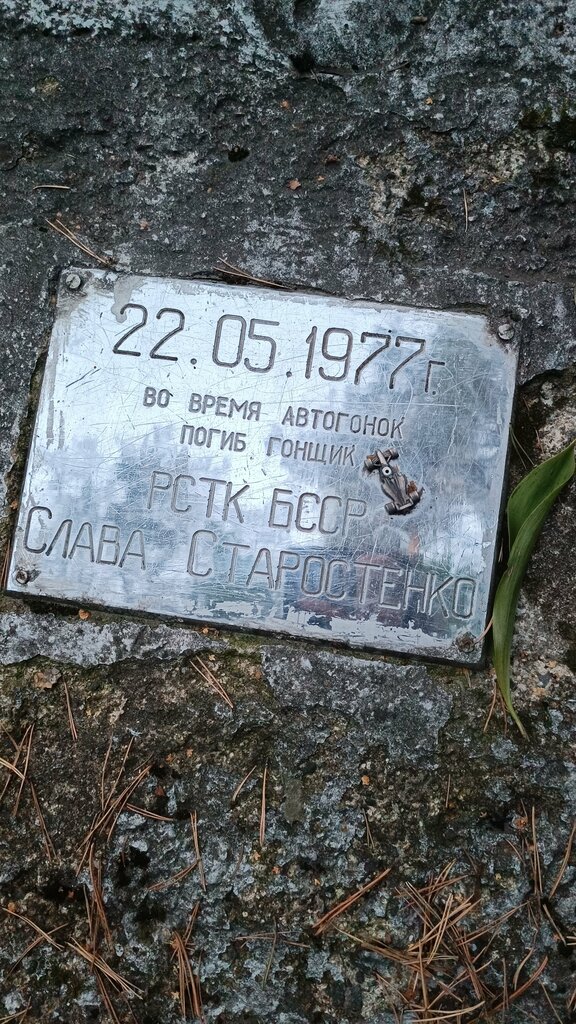 22.05.1977г.
ВО ВРЕМЯ АВТОГОНОК
ПОГИБ ГОНЩИК
РСТК БССР
СЛАВА СТАРОСТЕНКО